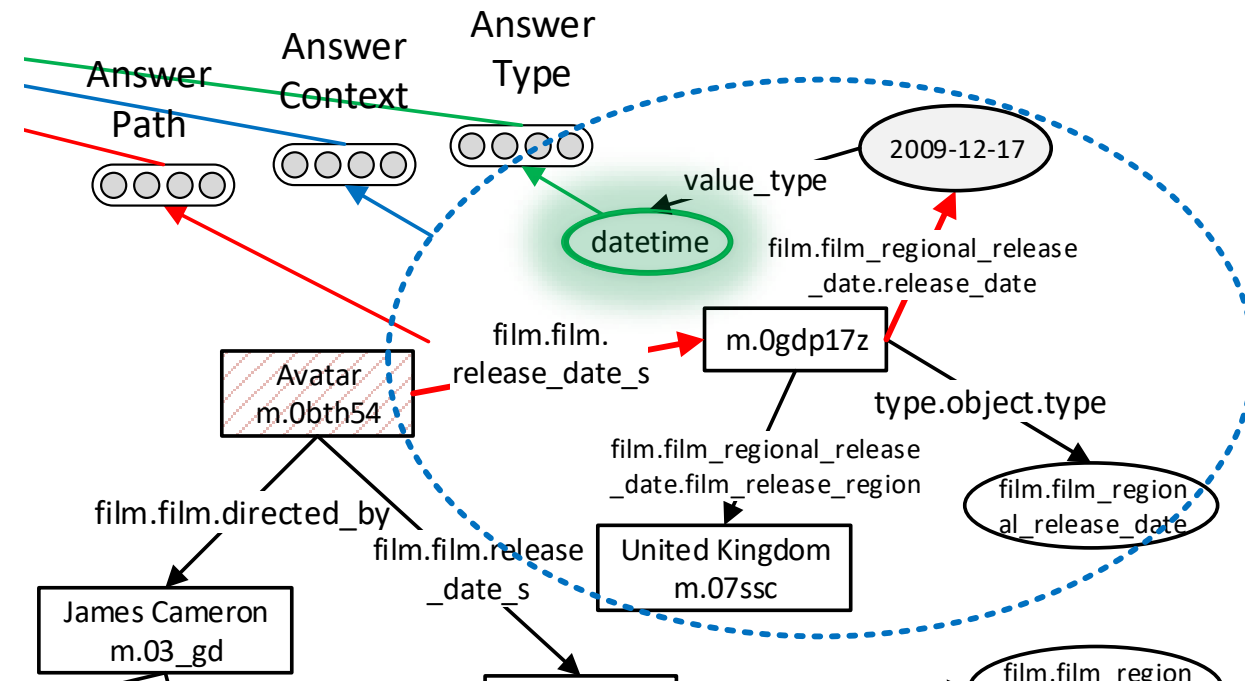 Answer
Path
Answer
Context
Answer
Type
2009-12-17
value_type
datetime
film.film_regional_release
_date.release_date
film.film.
release_date_s
m.0gdp17z
Avatar
m.0bth54
type.object.type
film.film_regional_release
_date.film_release_region
film.film_region
al_release_date
film.film.directed_by
film.film.release
_date_s
United Kingdom
m.07ssc
James Cameron
m.03_gd
film.film_region